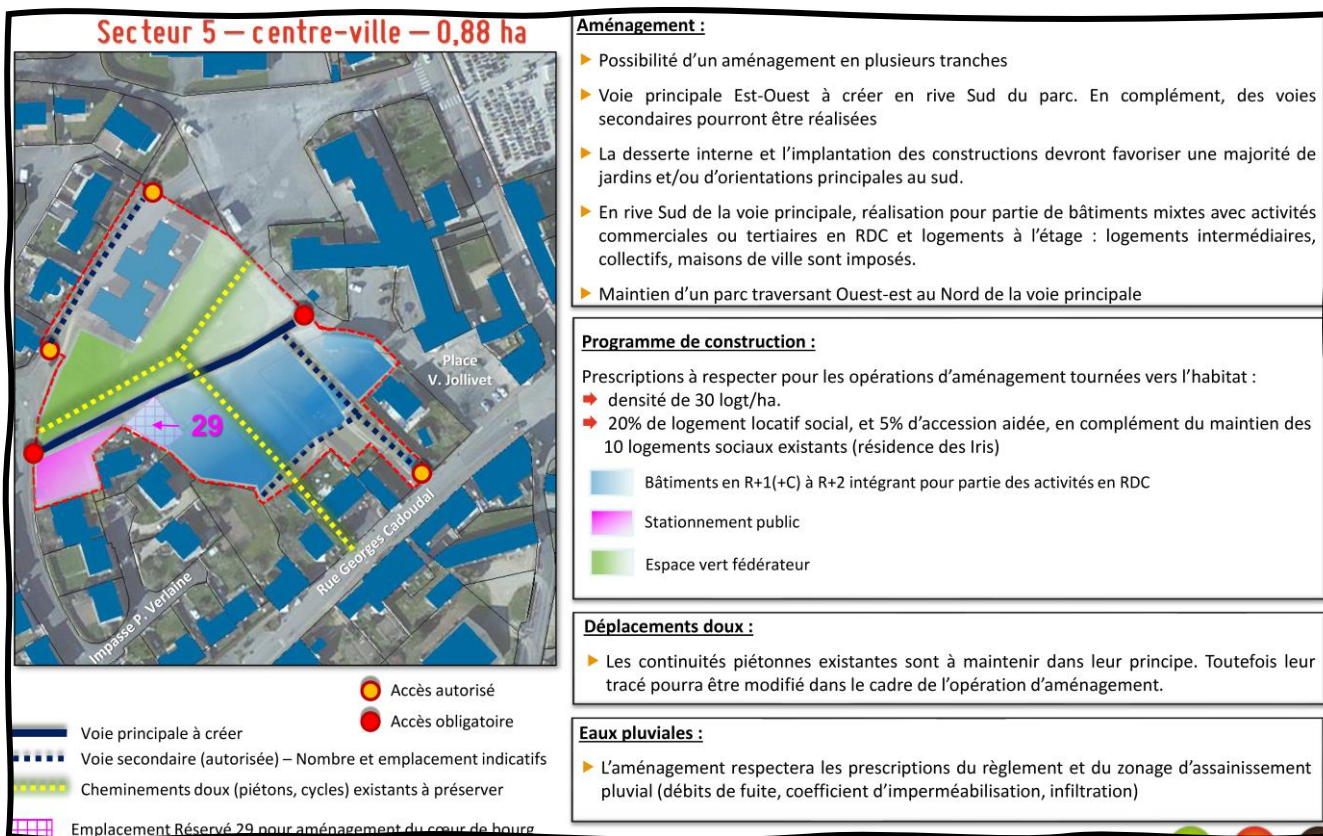 Secteur 5 – centre-ville – 0,88 ha
Place
V. Jollivet
29
Rue Georges Cadoudal
Impasse P. Verlaine
Accès autorisé
Accès obligatoire
Voie principale à créer
Voie secondaire (autorisée) – Nombre et emplacement indicatifs
Cheminements doux (piétons, cycles) existants à préserver
Emplacement Réservé 29 pour aménagement du cœur de bourg
Aménagement :
Possibilité d'un aménagement en plusieurs tranches
Voie principale Est-Ouest à créer en rive Sud du parc. En complément, des voies
secondaires pourront être réalisées
La desserte interne et l'implantation des constructions devront favoriser une majorité de
jardins et/ou d'orientations principales au sud.
En rive Sud de la voie principale, réalisation pour partie de bâtiments mixtes avec activités
commerciales ou tertiaires en RDC et logements à l'étage : logements intermédiaires,
collectifs, maisons de ville sont imposés.
Maintien d'un parc traversant Ouest-est au Nord de la voie principale
Programme de construction :
Prescriptions à respecter pour les opérations d'aménagement tournées vers l'habitat :
densité de 30 logt/ha.
20% de logement locatif social, et 5% d'accession aidée, en complément du maintien des
10 logements sociaux existants (résidence des Iris)
Bâtiments en R+1(+C) à R+2 intégrant pour partie des activités en RDC
Stationnement public
Espace vert fédérateur
Déplacements doux :
Les continuités piétonnes existantes sont à maintenir dans leur principe. Toutefois leur
tracé pourra être modifié dans le cadre de l'opération d'aménagement.
Eaux pluviales :
L'aménagement respectera les prescriptions du règlement et du zonage d'assainissement
pluvial (débits de fuite, coefficient d'imperméabilisation, infiltration)